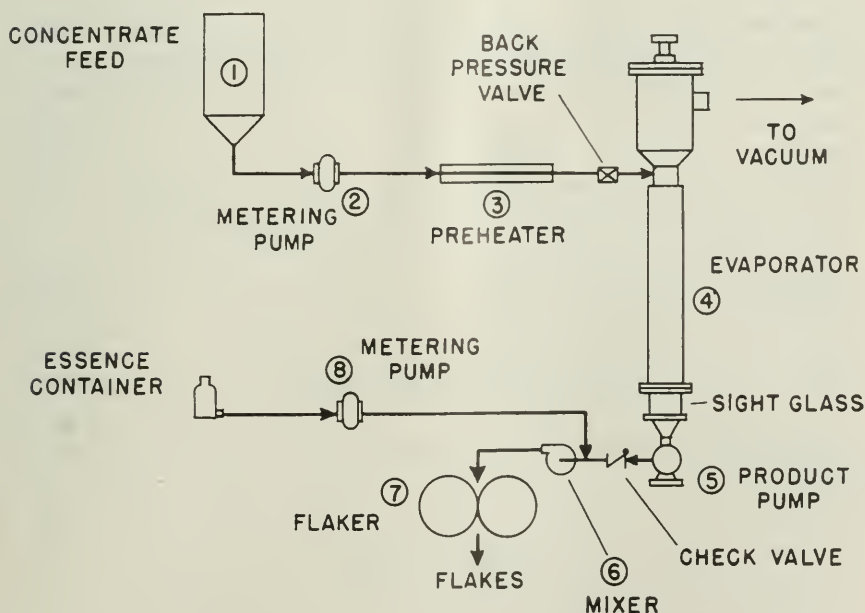 CONCENTRATE
FEED
①
②
METERING
PUMP
③
PREHEATER
BACK
PRESSURE
VALVE
TO
VACUUM
EVAPORATOR
④
ESSENCE
CONTAINER
⑧
METERING
PUMP
SIGHT GLASS
⑤ PRODUCT
PUMP
⑦
FLAKER
FLAKES
⑥
MIXER
CHECK VALVE